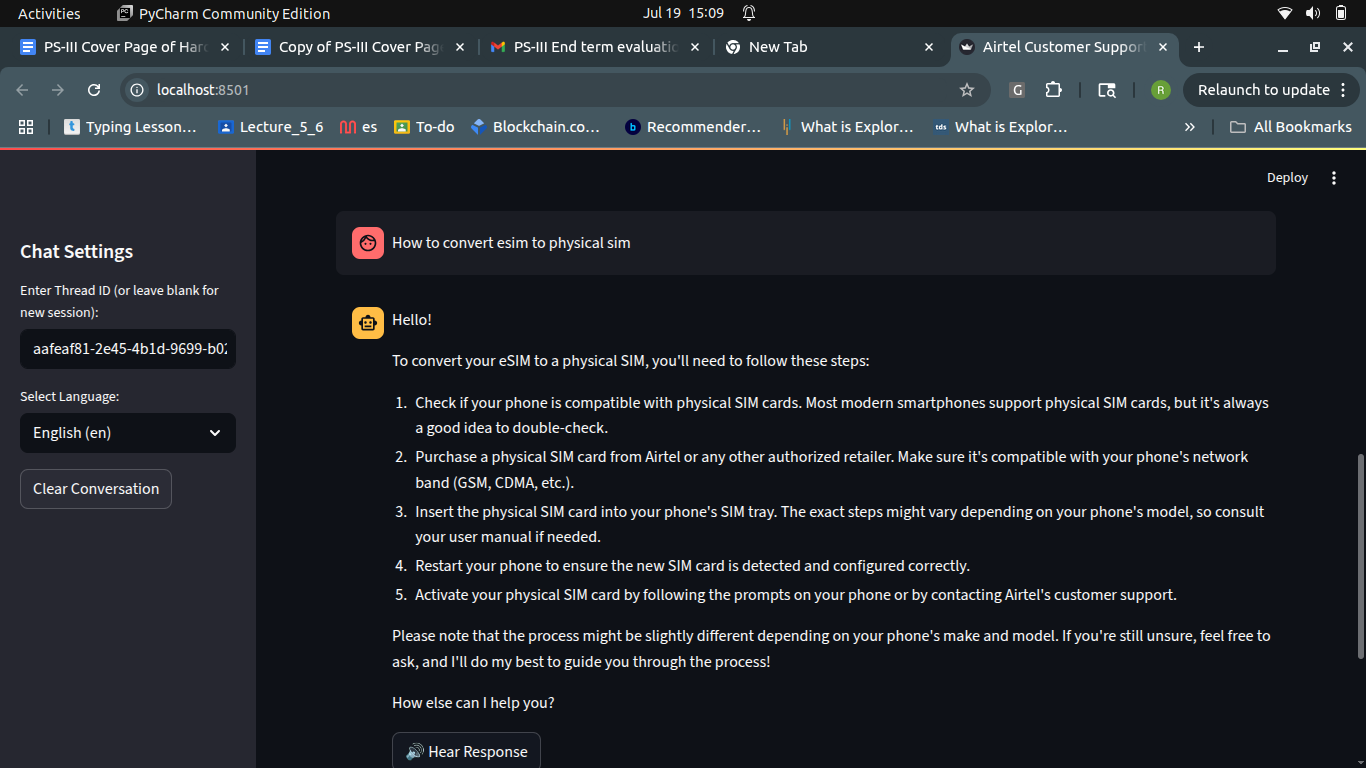 Activities
PyCharm Community Edition
Jul 19 15:09
PS-III Cover Page of Har
Copy of PS-III Cover Pag
PS-III End term evaluatio
New Tab
Airtel Customer Support
localhost:8501
G
R
Relaunch to update
Typing Lesson...
Lecture_5_6
es
To-do
Blockchain.co...
Recommender...
What is Explor...
tds
What is Explor...
All Bookmarks
Deploy
Chat Settings
Enter Thread ID (or leave blank for
new session):
aafeaf81-2e45-4b1d-9699-b02
Select Language:
English (en)
Clear Conversation
How to convert esim to physical sim
Hello!
To convert your eSIM to a physical SIM, you'll need to follow these steps:
1. Check if your phone is compatible with physical SIM cards. Most modern smartphones support physical SIM cards, but it's always
a good idea to double-check.
2. Purchase a physical SIM card from Airtel or any other authorized retailer. Make sure it's compatible with your phone's network
band (GSM, CDMA, etc.).
3. Insert the physical SIM card into your phone's SIM tray. The exact steps might vary depending on your phone's model, so consult
your user manual if needed.
4. Restart your phone to ensure the new SIM card is detected and configured correctly.
5. Activate your physical SIM card by following the prompts on your phone or by contacting Airtel's customer support.
Please note that the process might be slightly different depending on your phone's make and model. If you're still unsure, feel free to
ask, and I'll do my best to guide you through the process!
How else can I help you?
Hear Response